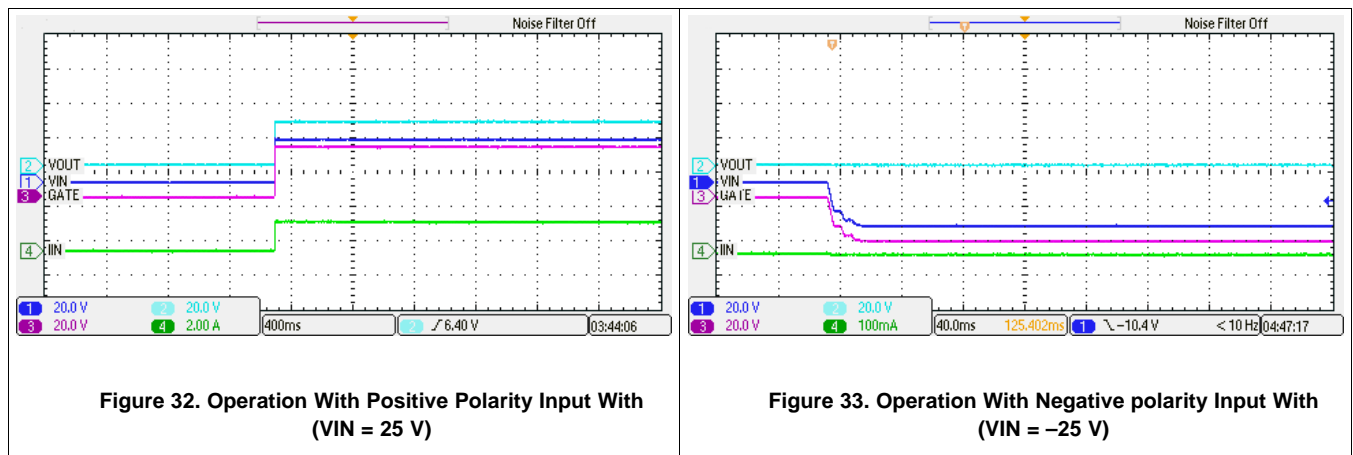 Noise Filter Off
2 VOUT
1 VIN
3 GATE
4 IIN
1 20.0 V 2 20.0 V
3 20.0 V 4 2.00 A
400ms
2 6.40 V
03:44:06
Figure 32. Operation With Positive Polarity Input With
(VIN = 25 V)
Noise Filter Off
T
T
2 VOUT
1 VIN
3 GATE
4 IIN
1 20.0 V 2 20.0 V
3 20.0 V 4 100mA
40.0ms 125.402ms
1 −10.4 V < 10 Hz
04:47:17
Figure 33. Operation With Negative polarity Input With
(VIN = –25 V)